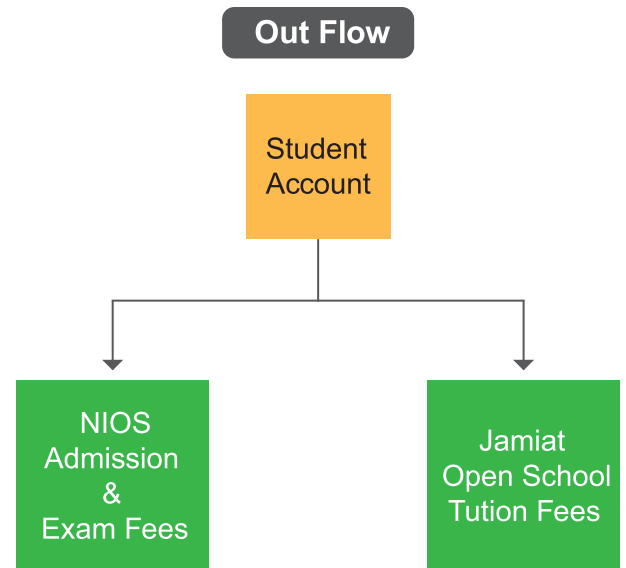 Out Flow
Student
Account
NIOS
Admission
&
Exam Fees
Jamiat
Open School
Tution Fees